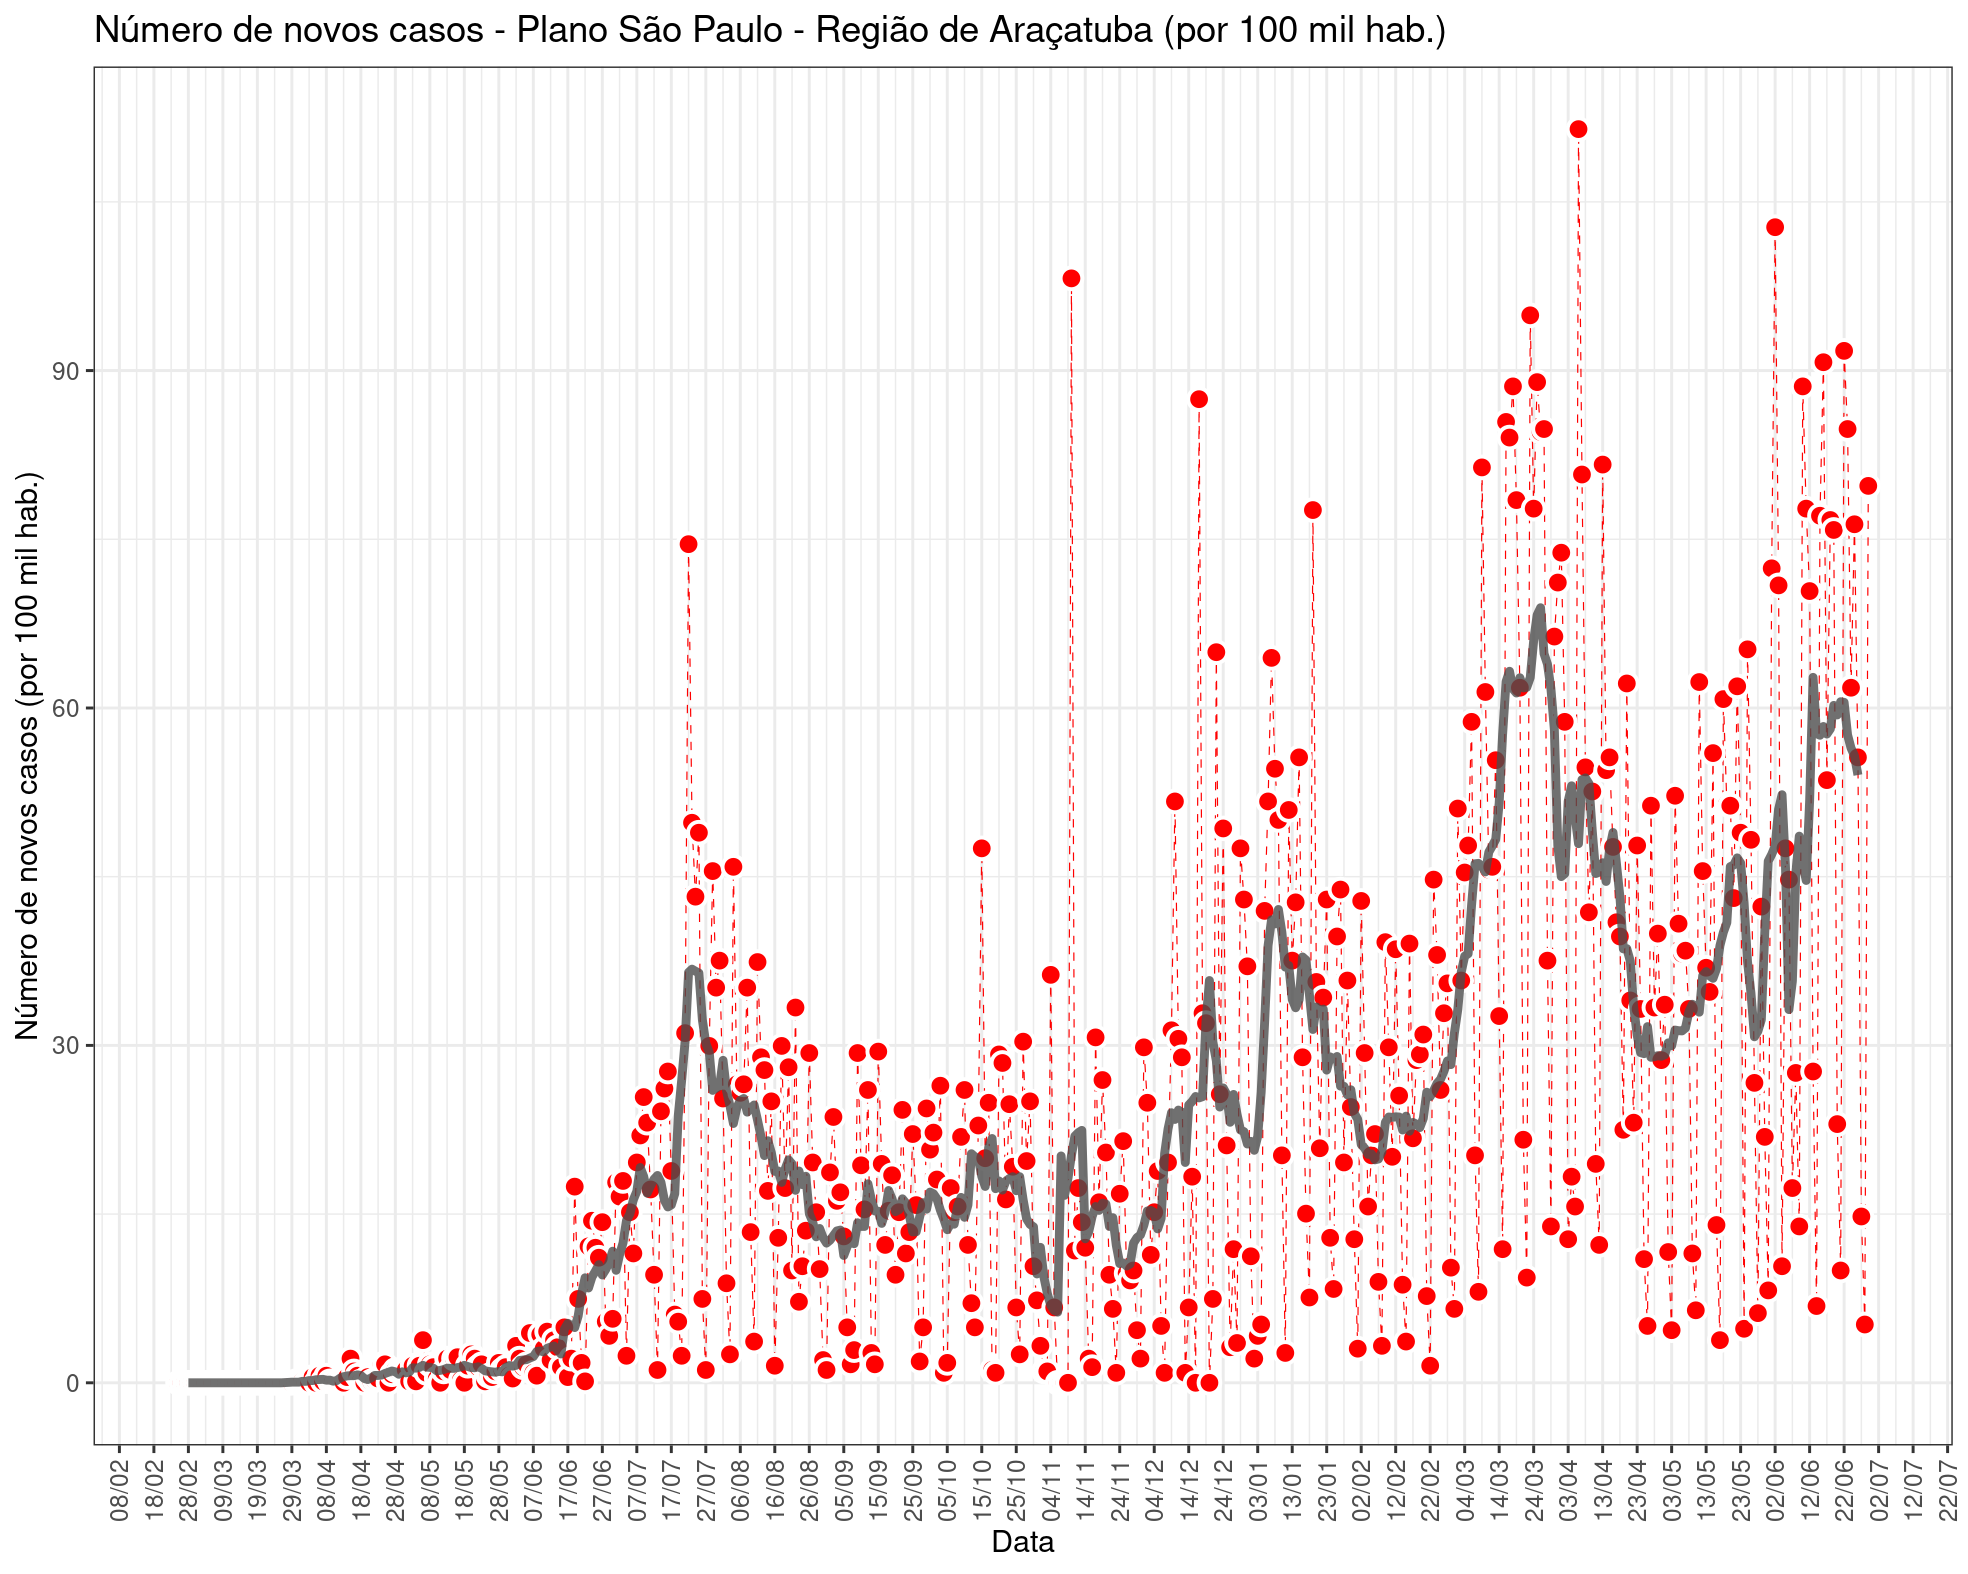 Número de novos casos - Plano São Paulo - Região de Araçatuba (por 100 mil hab.)
Número de novos casos (por 100 mil hab.)
90
60
30
0
08/02 18/02 28/02 09/03 19/03 29/03 08/04 18/04 28/04 08/05 18/05 28/05 07/06 17/06 27/06 07/07 17/07 27/07 06/08 16/08 26/08 05/09 15/09 25/09 05/10 15/10 25/10 04/11 14/11 24/11 04/12 14/12 24/12 03/01 13/01 23/01 02/02 12/02 22/02 04/03 14/03 24/03 03/04 13/04 23/04 03/05 13/05 23/05 02/06 12/06 22/06 02/07 12/07 22/07
Data